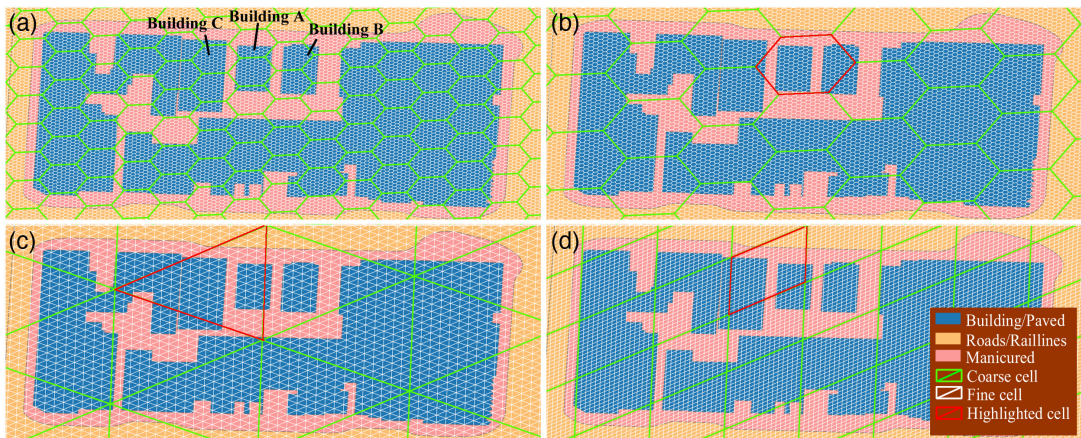 (a)
Building C
Building A
Building B
(b)
(c)
(d)
Building/Paved
Roads/Raillines
Manicured
Coarse cell
Fine cell
Highlighted cell